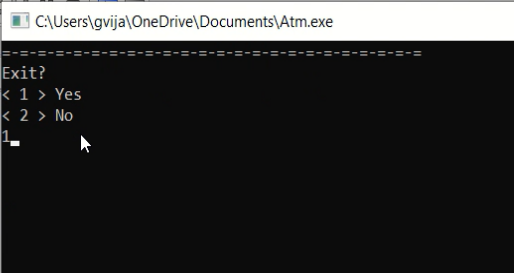 C:\Users\gvija\OneDrive\Documents\Atm.exe
=-=-=-=-=-=-=-=-=-=-=-=-=-=-=-=-=-=-=-=-=-=
Exit?
< 1 > Yes
< 2 > No
1